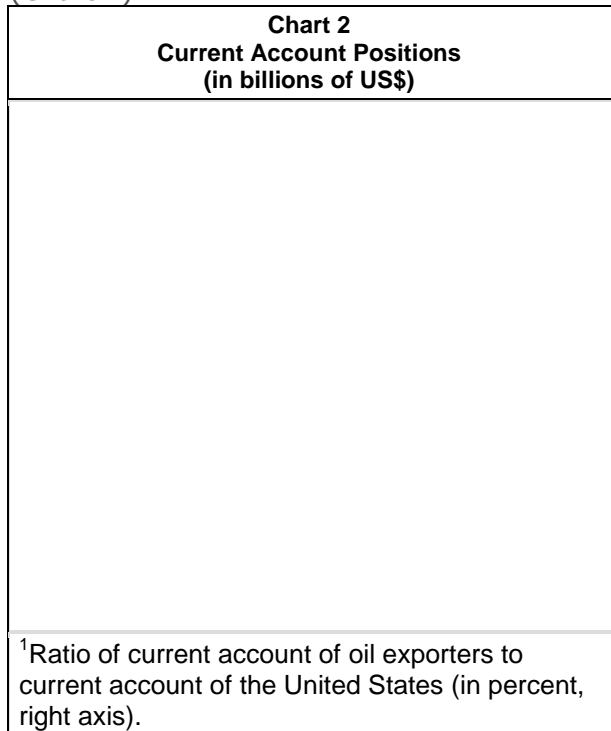 Chart 2
Current Account Positions
(in billions of US$)
¹Ratio of current account of oil exporters to
current account of the United States (in percent,
right axis).